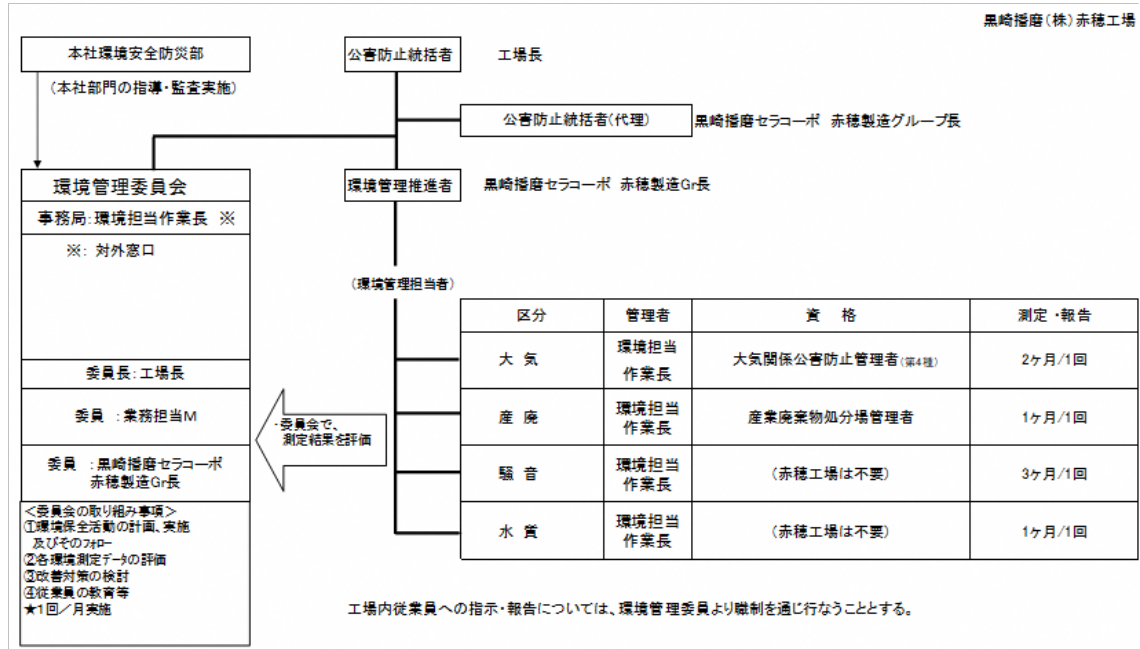 黒崎播磨(株)赤穂工場
本社環境安全防災部
公害防止統括者
工場長
(本社部門の指導・監査実施)
公害防止統括者(代理)
黒崎播磨セラコーポ 赤穂製造グループ長
環境管理委員会
環境管理推進者
黒崎播磨セラコーポ 赤穂製造Gr長
事務局:環境担当作業長 ※
※: 対外窓口
(環境管理担当者)
区分
管理者
資 格
測定・報告
大 気
環境担当
作業長
大気関係公害防止管理者(第4種)
2ヶ月/1回
産 廃
環境担当
作業長
産業廃棄物処分場管理者
1ヶ月/1回
騒 音
環境担当
作業長
(赤穂工場は不要)
3ヶ月/1回
水 質
環境担当
作業長
(赤穂工場は不要)
1ヶ月/1回
委員長:工場長
委員 :業務担当M
・委員会で、
測定結果を評価
委員 :黒崎播磨セラコーポ
赤穂製造Gr長
<委員会の取り組み事項>
①環境保全活動の計画、実施
及びそのフォロー
②各環境測定データの評価
③改善対策の検討
④従業員の教育等
★1回/月実施
工場内従業員への指示・報告については、環境管理委員より職制を通じ行なうこととする。